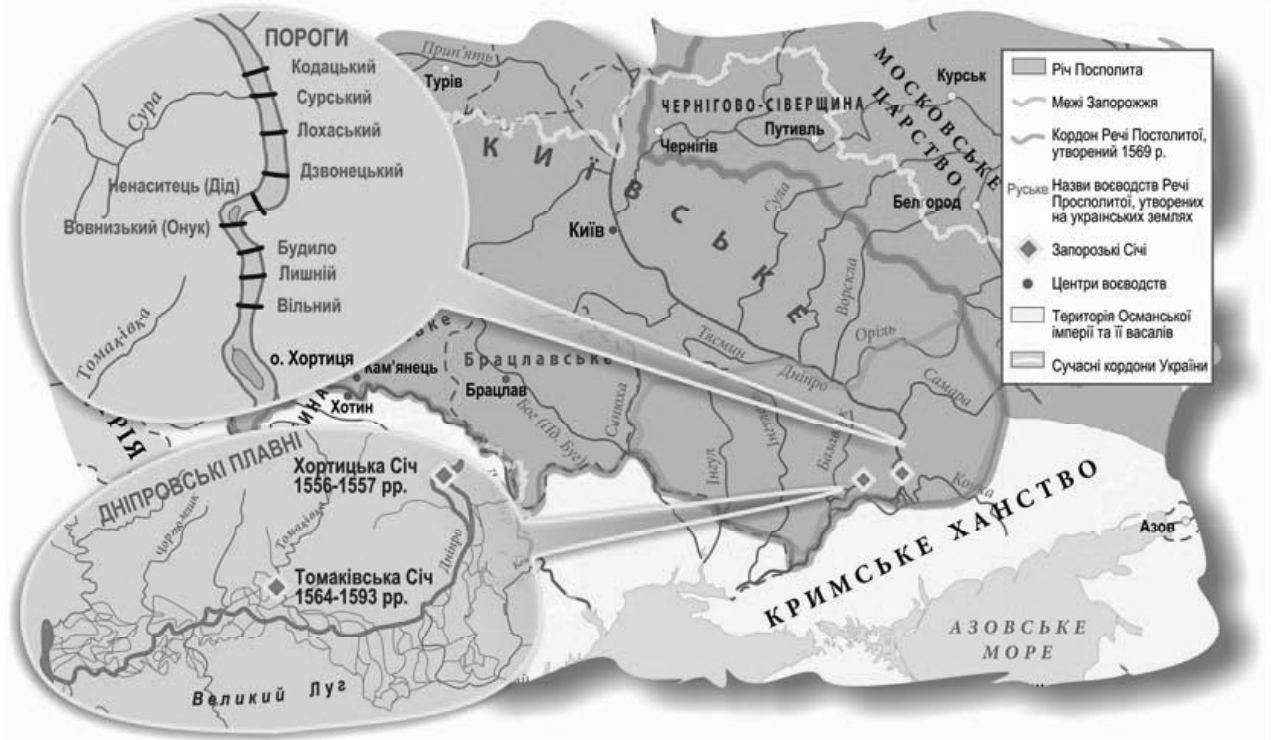 ПОРОГИ
Кодацький
Сурський
Лохаський
Дзвонецький
Ненаситець (Дід)
Вовнизький (Онук)
Будило
Лишній
Вільний
Сура
Томаківка
о. Хортиця
Прип'ять
Турів
ЧЕРНІГОВО-СІВЕРЩИНА
Чернігів
Путивль
Курськ
МОСКОВСЬКЕ
ЦАРСТВО
Белгород
КИЇВСЬКЕ
Київ
Сула
Ворскла
Оріль
Тясмин
Дніпро
Самара
Кам'янець
Хотин
Брацлавське
Брацлав
Бог (Пд. Буг)
Синюха
Інгул
Інгулець
Базавлук
Конка
КРИМСЬКЕ ХАНСТВО
Азов
АЗОВСЬКЕ
МОРЕ
ДНІПРОВСЬКІ ПЛАВНІ
Хортицька Січ
1556-1557 рр.
Чортомлик
Томаківка
Дніпро
Томаківська Січ
1564-1593 рр.
Великий Луг
Річ Посполита
Межі Запорожжя
Кордон Речі Постолитої,
утворений 1569 р.
Руське
Назви воєводств Речі
Просполитої, утворених
на українських землях
Запорозькі Січі
Центри воєводств
Територія Османської
імперії та її васалів
Сучасні кордони України